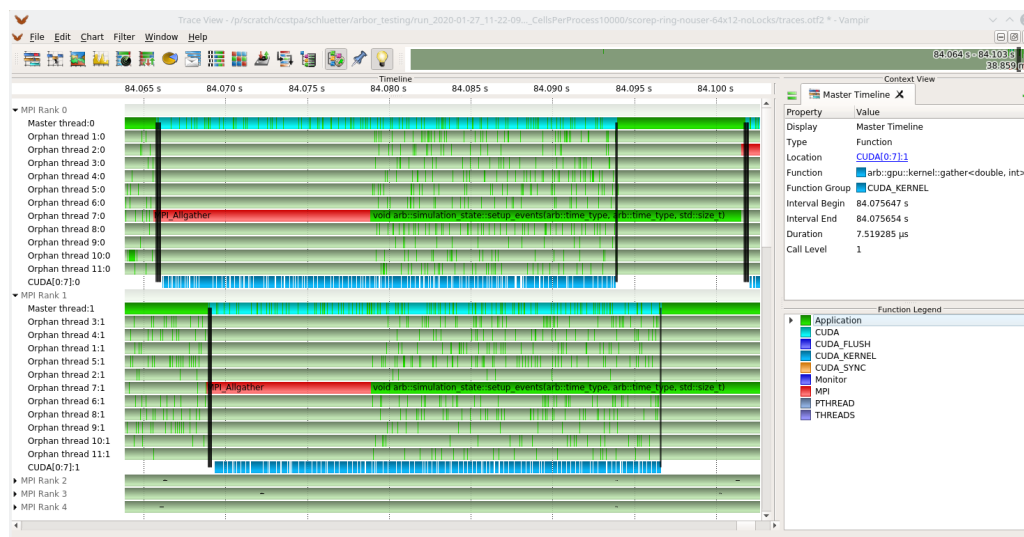 Trace View - /p/scratch/ccstpa/schluetter/arbor_testing/run_2020-01-27_11-22-09..._CellsPerProcess10000/scorep-ring-nouser-64x12-noLocks/traces.otf2 * - Vampir
File Edit Chart Filter Window Help
84.064 s - 84.103 s
38.859
Timeline
84.065 s 84.070 s 84.075 s 84.080 s 84.085 s 84.090 s 84.095 s 84.100 s
MPI Rank 0
Master thread:0
Orphan thread 1:0
Orphan thread 2:0
Orphan thread 3:0
Orphan thread 4:0
Orphan thread 5:0
Orphan thread 6:0
Orphan thread 7:0 MPI_Allgather void arb::simulation_state::setup_events(arb::time_type, arb::time_type, std::size_t)
Orphan thread 8:0
Orphan thread 9:0
Orphan thread 10:0
Orphan thread 11:0
CUDA[0:7]:0
MPI Rank 1
Master thread:1
Orphan thread 3:1
Orphan thread 4:1
Orphan thread 1:1
Orphan thread 5:1
Orphan thread 2:1
Orphan thread 7:1 MPI_Allgather void arb::simulation_state::setup_events(arb::time_type, arb::time_type, std::size_t)
Orphan thread 6:1
Orphan thread 8:1
Orphan thread 9:1
Orphan thread 10:1
Orphan thread 11:1
CUDA[0:7]:1
MPI Rank 2
MPI Rank 3
MPI Rank 4
Context View
Master Timeline
Property Value
Display Master Timeline
Type Function
Location CUDA[0:7]:1
Function arb::gpu::kernel::gather<double, int>
Function Group CUDA_KERNEL
Interval Begin 84.075647 s
Interval End 84.075654 s
Duration 7.519285 µs
Call Level 1
Function Legend
Application
CUDA
CUDA_FLUSH
CUDA_KERNEL
CUDA_SYNC
Monitor
MPI
PTHREAD
THREADS